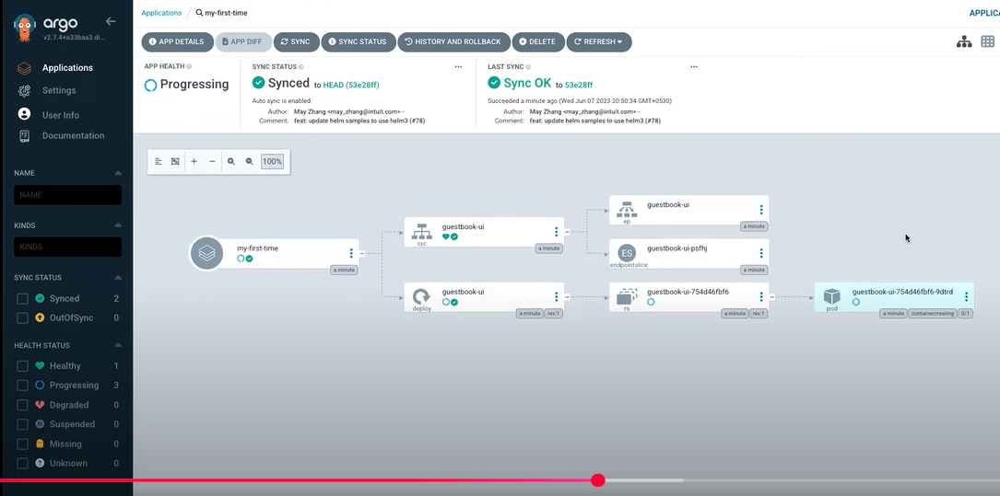 argo
v2.7.4+a33baa3.di...
Applications
Settings
User Info
Documentation
NAME
NAME
KINDS
KINDS
SYNC STATUS
Synced 2
OutOfSync 0
HEALTH STATUS
Healthy 1
Progressing 3
Degraded 0
Suspended 0
Missing 0
Unknown 0
Applications / my-first-time
APPLICA
APP DETAILS APP DIFF SYNC SYNC STATUS HISTORY AND ROLLBACK DELETE REFRESH
APP HEALTH
Progressing
SYNC STATUS
Synced to HEAD (53e28ff)
Auto sync is enabled.
Author: May Zhang <may_zhang@intuit.com> -
Comment: feat: update helm samples to use helm3 (#78)
LAST SYNC
Sync OK to 53e28ff
Succeeded a minute ago (Wed Jun 07 2023 20:50:34 GMT+0530)
Author: May Zhang <may_zhang@intuit.com> -
Comment: feat: update helm samples to use helm3 (#78)
100%
my-first-time
a minute
guestbook-ui
svc
a minute
guestbook-ui
deploy
a minute rev:1
guestbook-ui
ep
a minute
ES
guestbook-ui-psfhj
endpointslice
a minute
guestbook-ui-754d46fbf6
rs
a minute rev:1
guestbook-ui-754d46fbf6-9dtrd
pod
a minute containercreating 0/1